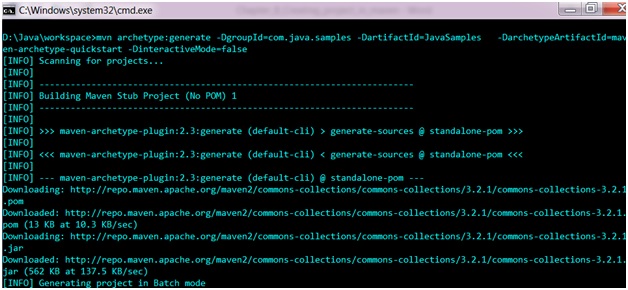 C:\Windows\system32\cmd.exe
D:\Java\workspace>mvn archetype:generate -DgroupId=com.java.samples -DartifactId=JavaSamples   -DarchetypeArtifactId=mav
en-archetype-quickstart -DinteractiveMode=false
[INFO] Scanning for projects...
[INFO]
[INFO] ------------------------------------------------------------------------
[INFO] Building Maven Stub Project (No POM) 1
[INFO] ------------------------------------------------------------------------
[INFO]
[INFO] >>> maven-archetype-plugin:2.3:generate (default-cli) > generate-sources @ standalone-pom >>>
[INFO]
[INFO] <<< maven-archetype-plugin:2.3:generate (default-cli) < generate-sources @ standalone-pom <<<
[INFO]
[INFO] --- maven-archetype-plugin:2.3:generate (default-cli) @ standalone-pom ---
Downloading: http://repo.maven.apache.org/maven2/commons-collections/commons-collections/3.2.1/commons-collections-3.2.1
.pom
Downloaded: http://repo.maven.apache.org/maven2/commons-collections/commons-collections/3.2.1/commons-collections-3.2.1.
pom (13 KB at 10.3 KB/sec)
Downloading: http://repo.maven.apache.org/maven2/commons-collections/commons-collections/3.2.1/commons-collections-3.2.1
.jar
Downloaded: http://repo.maven.apache.org/maven2/commons-collections/commons-collections/3.2.1/commons-collections-3.2.1.
jar (562 KB at 137.5 KB/sec)
[INFO] Generating project in Batch mode